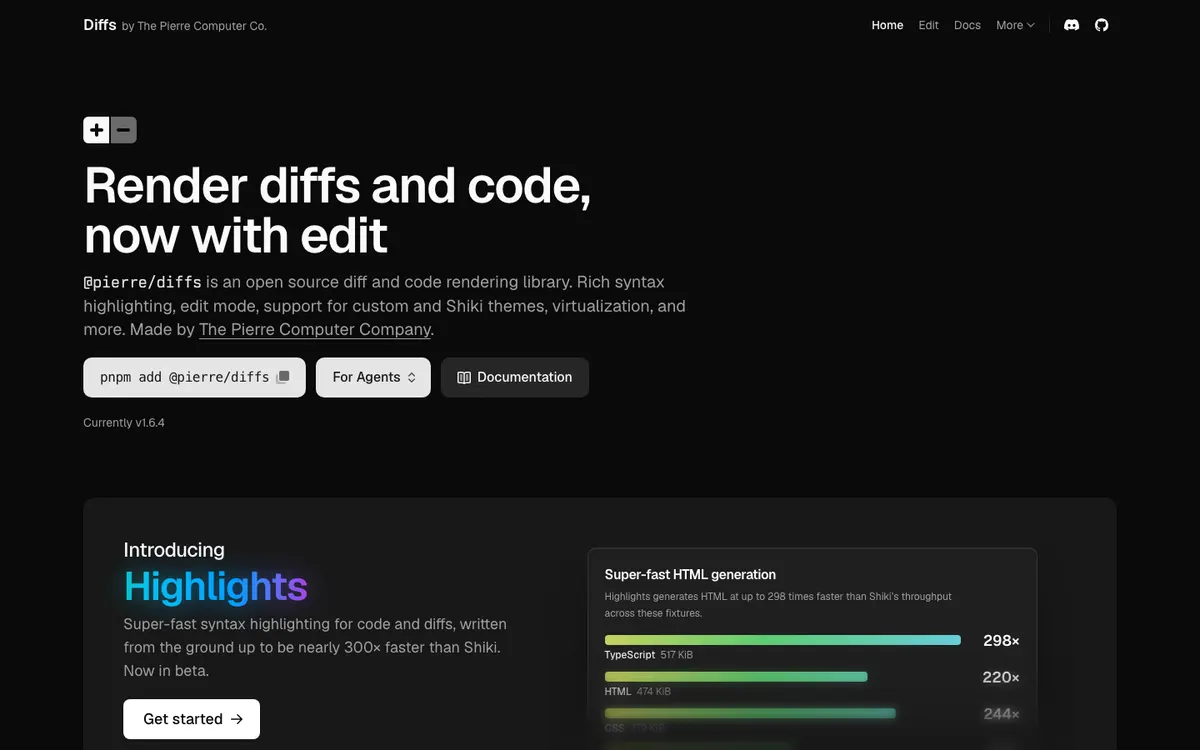 Diffs by The Pierre Computer Co.
Home Edit Docs More
Render diffs and code,
now with edit
@pierre/diffs is an open source diff and code rendering library. Rich syntax
highlighting, edit mode, support for custom and Shiki themes, virtualization, and
more. Made by The Pierre Computer Company.
pnpm add @pierre/diffs
For Agents
Documentation
Currently v1.6.4
Introducing
Highlights
Super-fast syntax highlighting for code and diffs, written
from the ground up to be nearly 300× faster than Shiki.
Now in beta.
Get started →
Super-fast HTML generation
Highlights generates HTML at up to 298 times faster than Shiki's throughput
across these fixtures.
298×
TypeScript 517 KiB
220×
HTML 474 KiB
244×
CSS